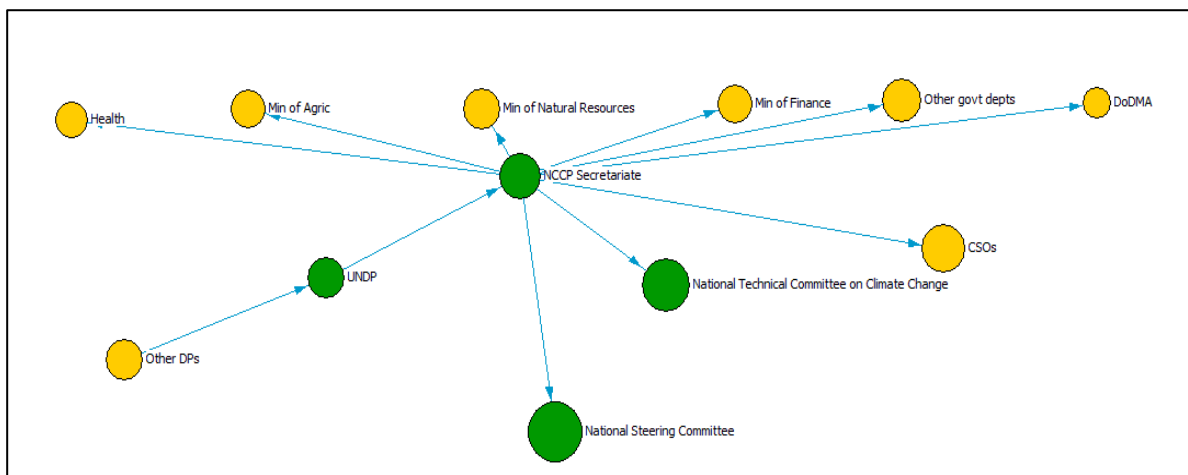 Health
Min of Agric
Min of Natural Resources
Min of Finance
Other govt depts
DoDMA
NCCP Secretariate
CSOs
UNDP
National Technical Committee on Climate Change
Other DPs
National Steering Committee